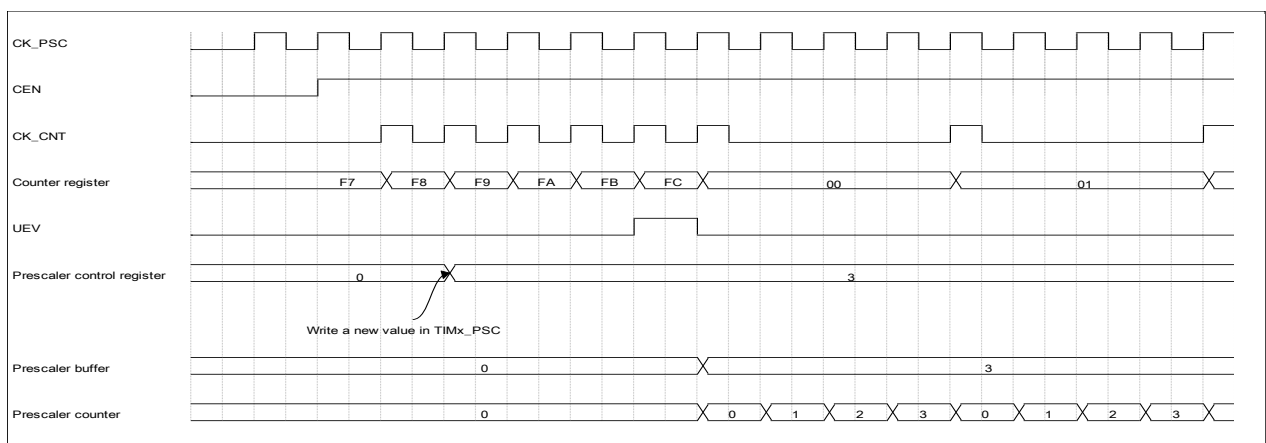 CK_PSC
CEN
CK_CNT
Counter register F7 F8 F9 FA FB FC 00 01
UEV
Prescaler control register 0 3
Write a new value in TIMx_PSC
Prescaler buffer 0 3
Prescaler counter 0 0 1 2 3 0 1 2 3